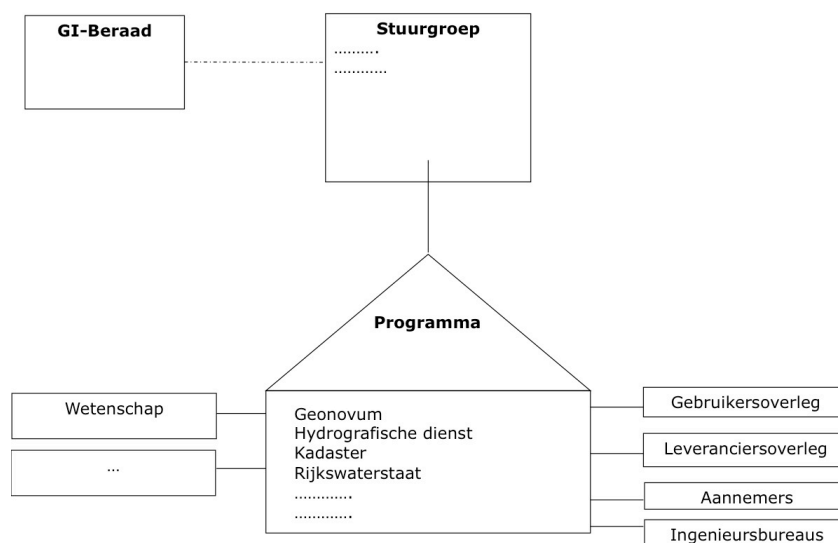 GI-Beraad
Stuurgroep
..........
............
Programma
Wetenschap
...
Geonovum
Hydrografische dienst
Kadaster
Rijkswaterstaat
.............
.............
Gebruikersoverleg
Leveranciersoverleg
Aannemers
Ingenieursbureaus